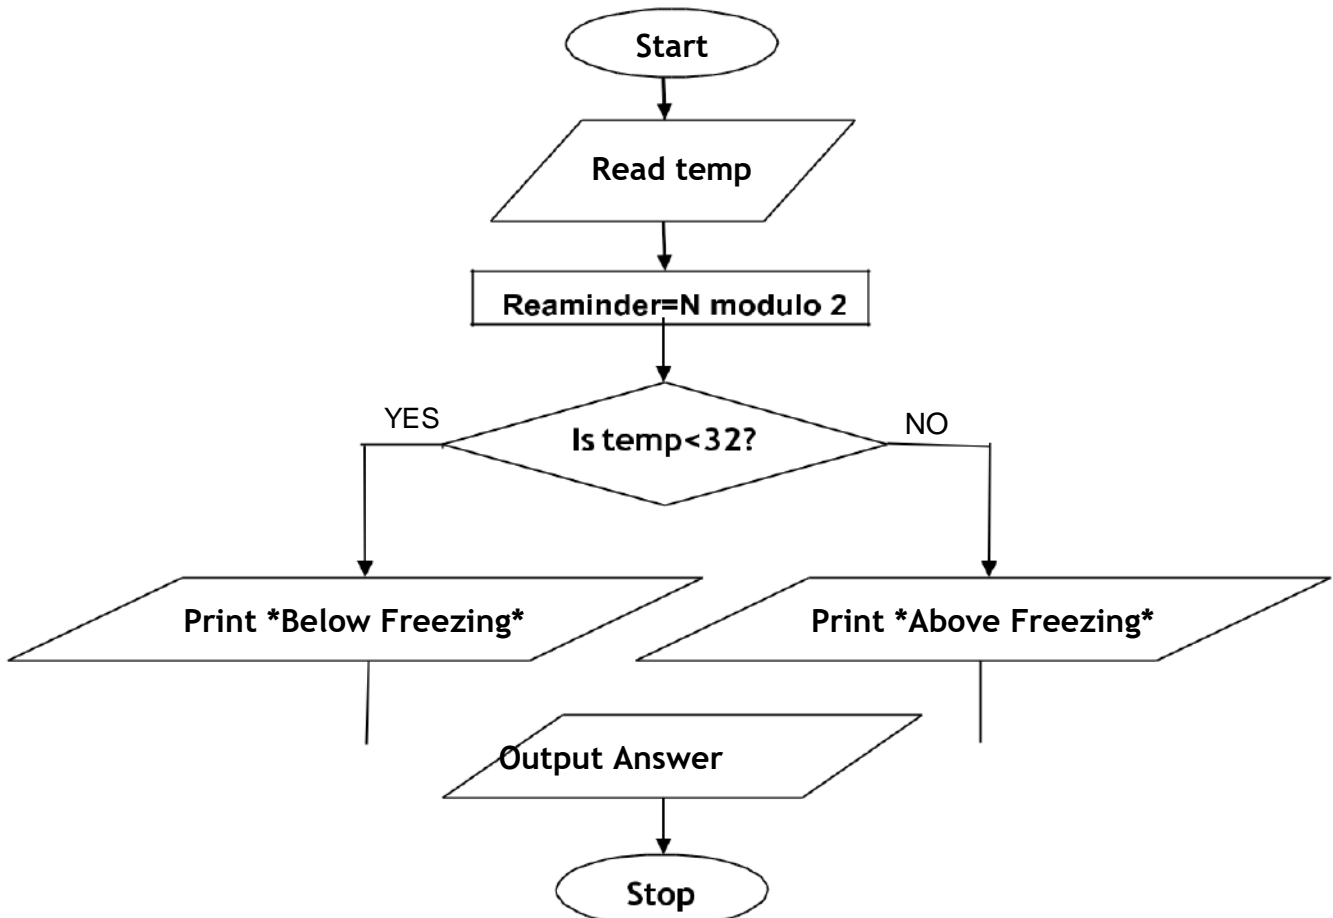 Start
Read temp
Reaminder=N modulo 2
YES
Is temp<32?
NO
Print *Below Freezing*
Print *Above Freezing*
Output Answer
Stop